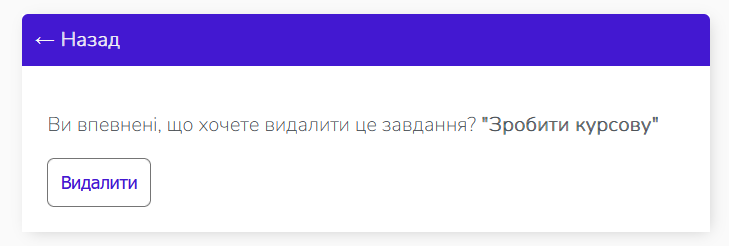 ← Назад
Ви впевнені, що хочете видалити це завдання? "Зробити курсову"
Видалити